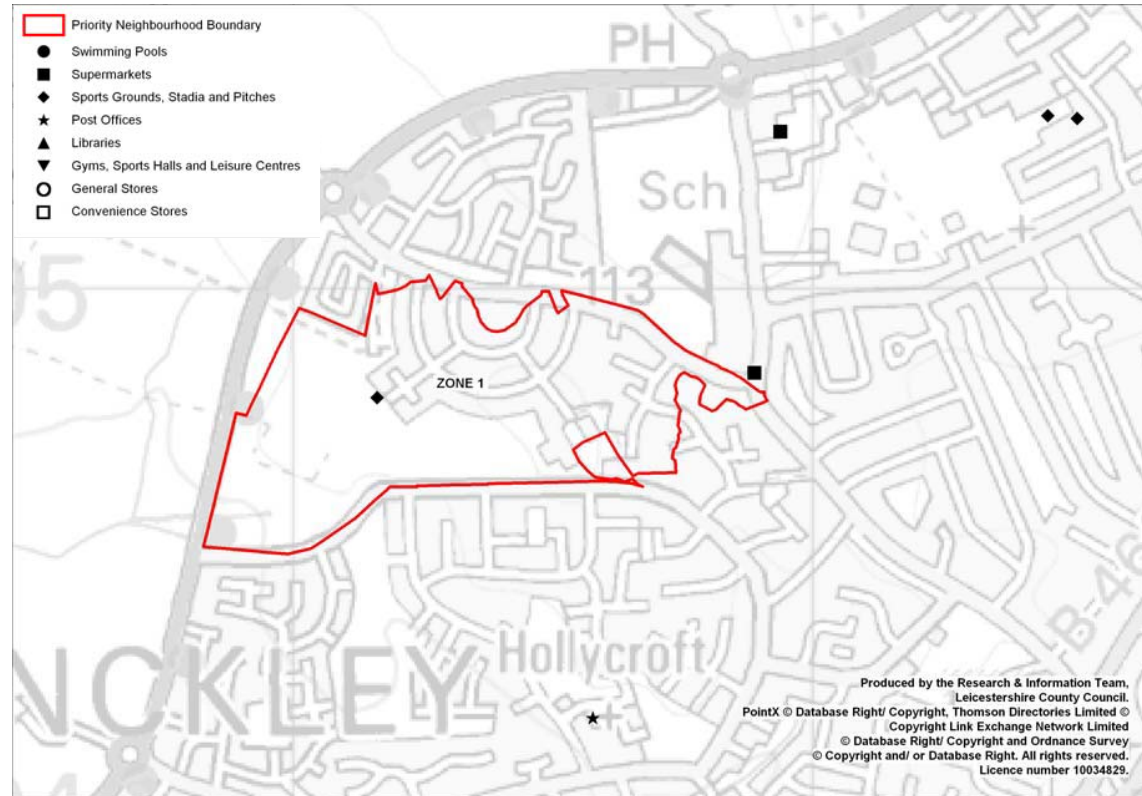 Priority Neighbourhood Boundary
Swimming Pools
Supermarkets
Sports Grounds, Stadia and Pitches
Post Offices
Libraries
Gyms, Sports Halls and Leisure Centres
General Stores
Convenience Stores
PH
Sch
95
113
ZONE 1
Hollycroft
NCKLEY
B-46
Produced by the Research & Information Team,
Leicestershire County Council.
PointX © Database Right/ Copyright, Thomson Directories Limited ©
Copyright Link Exchange Network Limited
© Database Right/ Copyright and Ordnance Survey
© Copyright and/ or Database Right. All rights reserved.
Licence number 10034829.